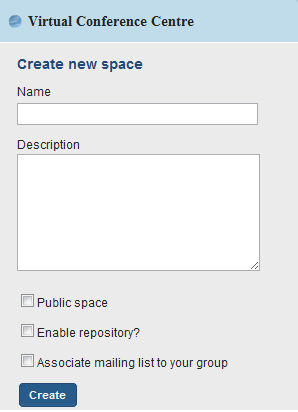 Virtual Conference Centre
Create new space
Name
Description
Public space
Enable repository?
Associate mailing list to your group
Create